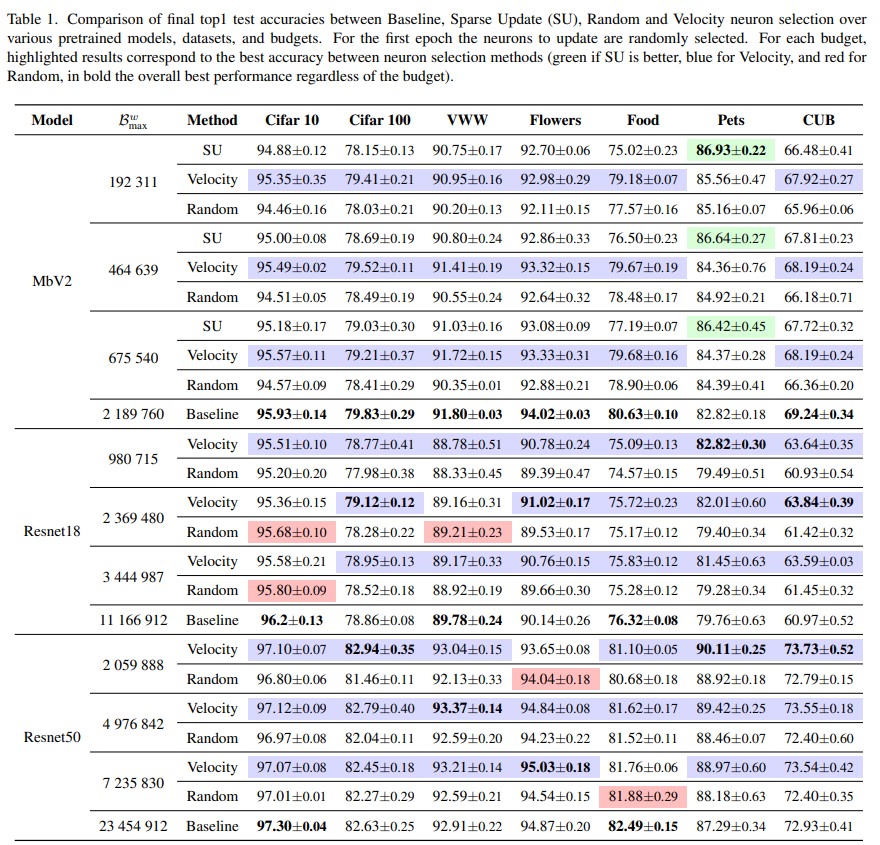 Table 1. Comparison of final top1 test accuracies between Baseline, Sparse Update (SU), Random and Velocity neuron selection over
various pretrained models, datasets, and budgets. For the first epoch the neurons to update are randomly selected. For each budget,
highlighted results correspond to the best accuracy between neuron selection methods (green if SU is better, blue for Velocity, and red for
Random, in bold the overall best performance regardless of the budget).
Model B^w_max Method Cifar 10 Cifar 100 VWW Flowers Food Pets CUB
SU 94.88±0.12 78.15±0.13 90.75±0.17 92.70±0.06 75.02±0.23 86.93±0.22 66.48±0.41
192 311 Velocity 95.35±0.35 79.41±0.21 90.95±0.16 92.98±0.29 79.18±0.07 85.56±0.47 67.92±0.27
Random 94.46±0.16 78.03±0.21 90.20±0.13 92.11±0.15 77.57±0.16 85.16±0.07 65.96±0.06
SU 95.00±0.08 78.69±0.19 90.80±0.24 92.86±0.33 76.50±0.23 86.64±0.27 67.81±0.23
MbV2 464 639 Velocity 95.49±0.02 79.52±0.11 91.41±0.19 93.32±0.15 79.67±0.19 84.36±0.76 68.19±0.24
Random 94.51±0.05 78.49±0.19 90.55±0.24 92.64±0.32 78.48±0.17 84.92±0.21 66.18±0.71
SU 95.18±0.17 79.03±0.30 91.03±0.16 93.08±0.09 77.19±0.07 86.42±0.45 67.72±0.32
675 540 Velocity 95.57±0.11 79.21±0.37 91.72±0.15 93.33±0.31 79.68±0.16 84.37±0.28 68.19±0.24
Random 94.57±0.09 78.41±0.29 90.35±0.01 92.88±0.21 78.90±0.06 84.39±0.41 66.36±0.20
2 189 760 Baseline 95.93±0.14 79.83±0.29 91.80±0.03 94.02±0.03 80.63±0.10 82.82±0.18 69.24±0.34
980 715 Velocity 95.51±0.10 78.77±0.41 88.78±0.51 90.78±0.24 75.09±0.13 82.82±0.30 63.64±0.35
Random 95.20±0.20 77.98±0.38 88.33±0.45 89.39±0.47 74.57±0.15 79.49±0.51 60.93±0.54
2 369 480 Velocity 95.36±0.15 79.12±0.12 89.16±0.31 91.02±0.17 75.72±0.23 82.01±0.60 63.84±0.39
Resnet18 Random 95.68±0.10 78.28±0.22 89.21±0.23 89.53±0.17 75.17±0.12 79.40±0.34 61.42±0.32
3 444 987 Velocity 95.58±0.21 78.95±0.13 89.17±0.33 90.76±0.15 75.83±0.12 81.45±0.63 63.59±0.03
Random 95.80±0.09 78.52±0.18 88.92±0.19 89.66±0.30 75.28±0.12 79.28±0.34 61.45±0.32
11 166 912 Baseline 96.2±0.13 78.86±0.08 89.78±0.24 90.14±0.26 76.32±0.08 79.76±0.63 60.97±0.52
2 059 888 Velocity 97.10±0.07 82.94±0.35 93.04±0.15 93.65±0.08 81.10±0.05 90.11±0.25 73.73±0.52
Random 96.80±0.06 81.46±0.11 92.13±0.33 94.04±0.18 80.68±0.18 88.92±0.18 72.79±0.15
4 976 842 Velocity 97.12±0.09 82.79±0.40 93.37±0.14 94.84±0.08 81.62±0.17 89.42±0.25 73.55±0.18
Resnet50 Random 96.97±0.08 82.04±0.11 92.59±0.20 94.23±0.22 81.52±0.11 88.46±0.07 72.40±0.60
7 235 830 Velocity 97.07±0.08 82.45±0.18 93.21±0.14 95.03±0.18 81.76±0.06 88.97±0.60 73.54±0.42
Random 97.01±0.01 82.27±0.29 92.59±0.21 94.54±0.15 81.88±0.29 88.18±0.63 72.40±0.35
23 454 912 Baseline 97.30±0.04 82.63±0.25 92.91±0.22 94.87±0.20 82.49±0.15 87.29±0.34 72.93±0.41